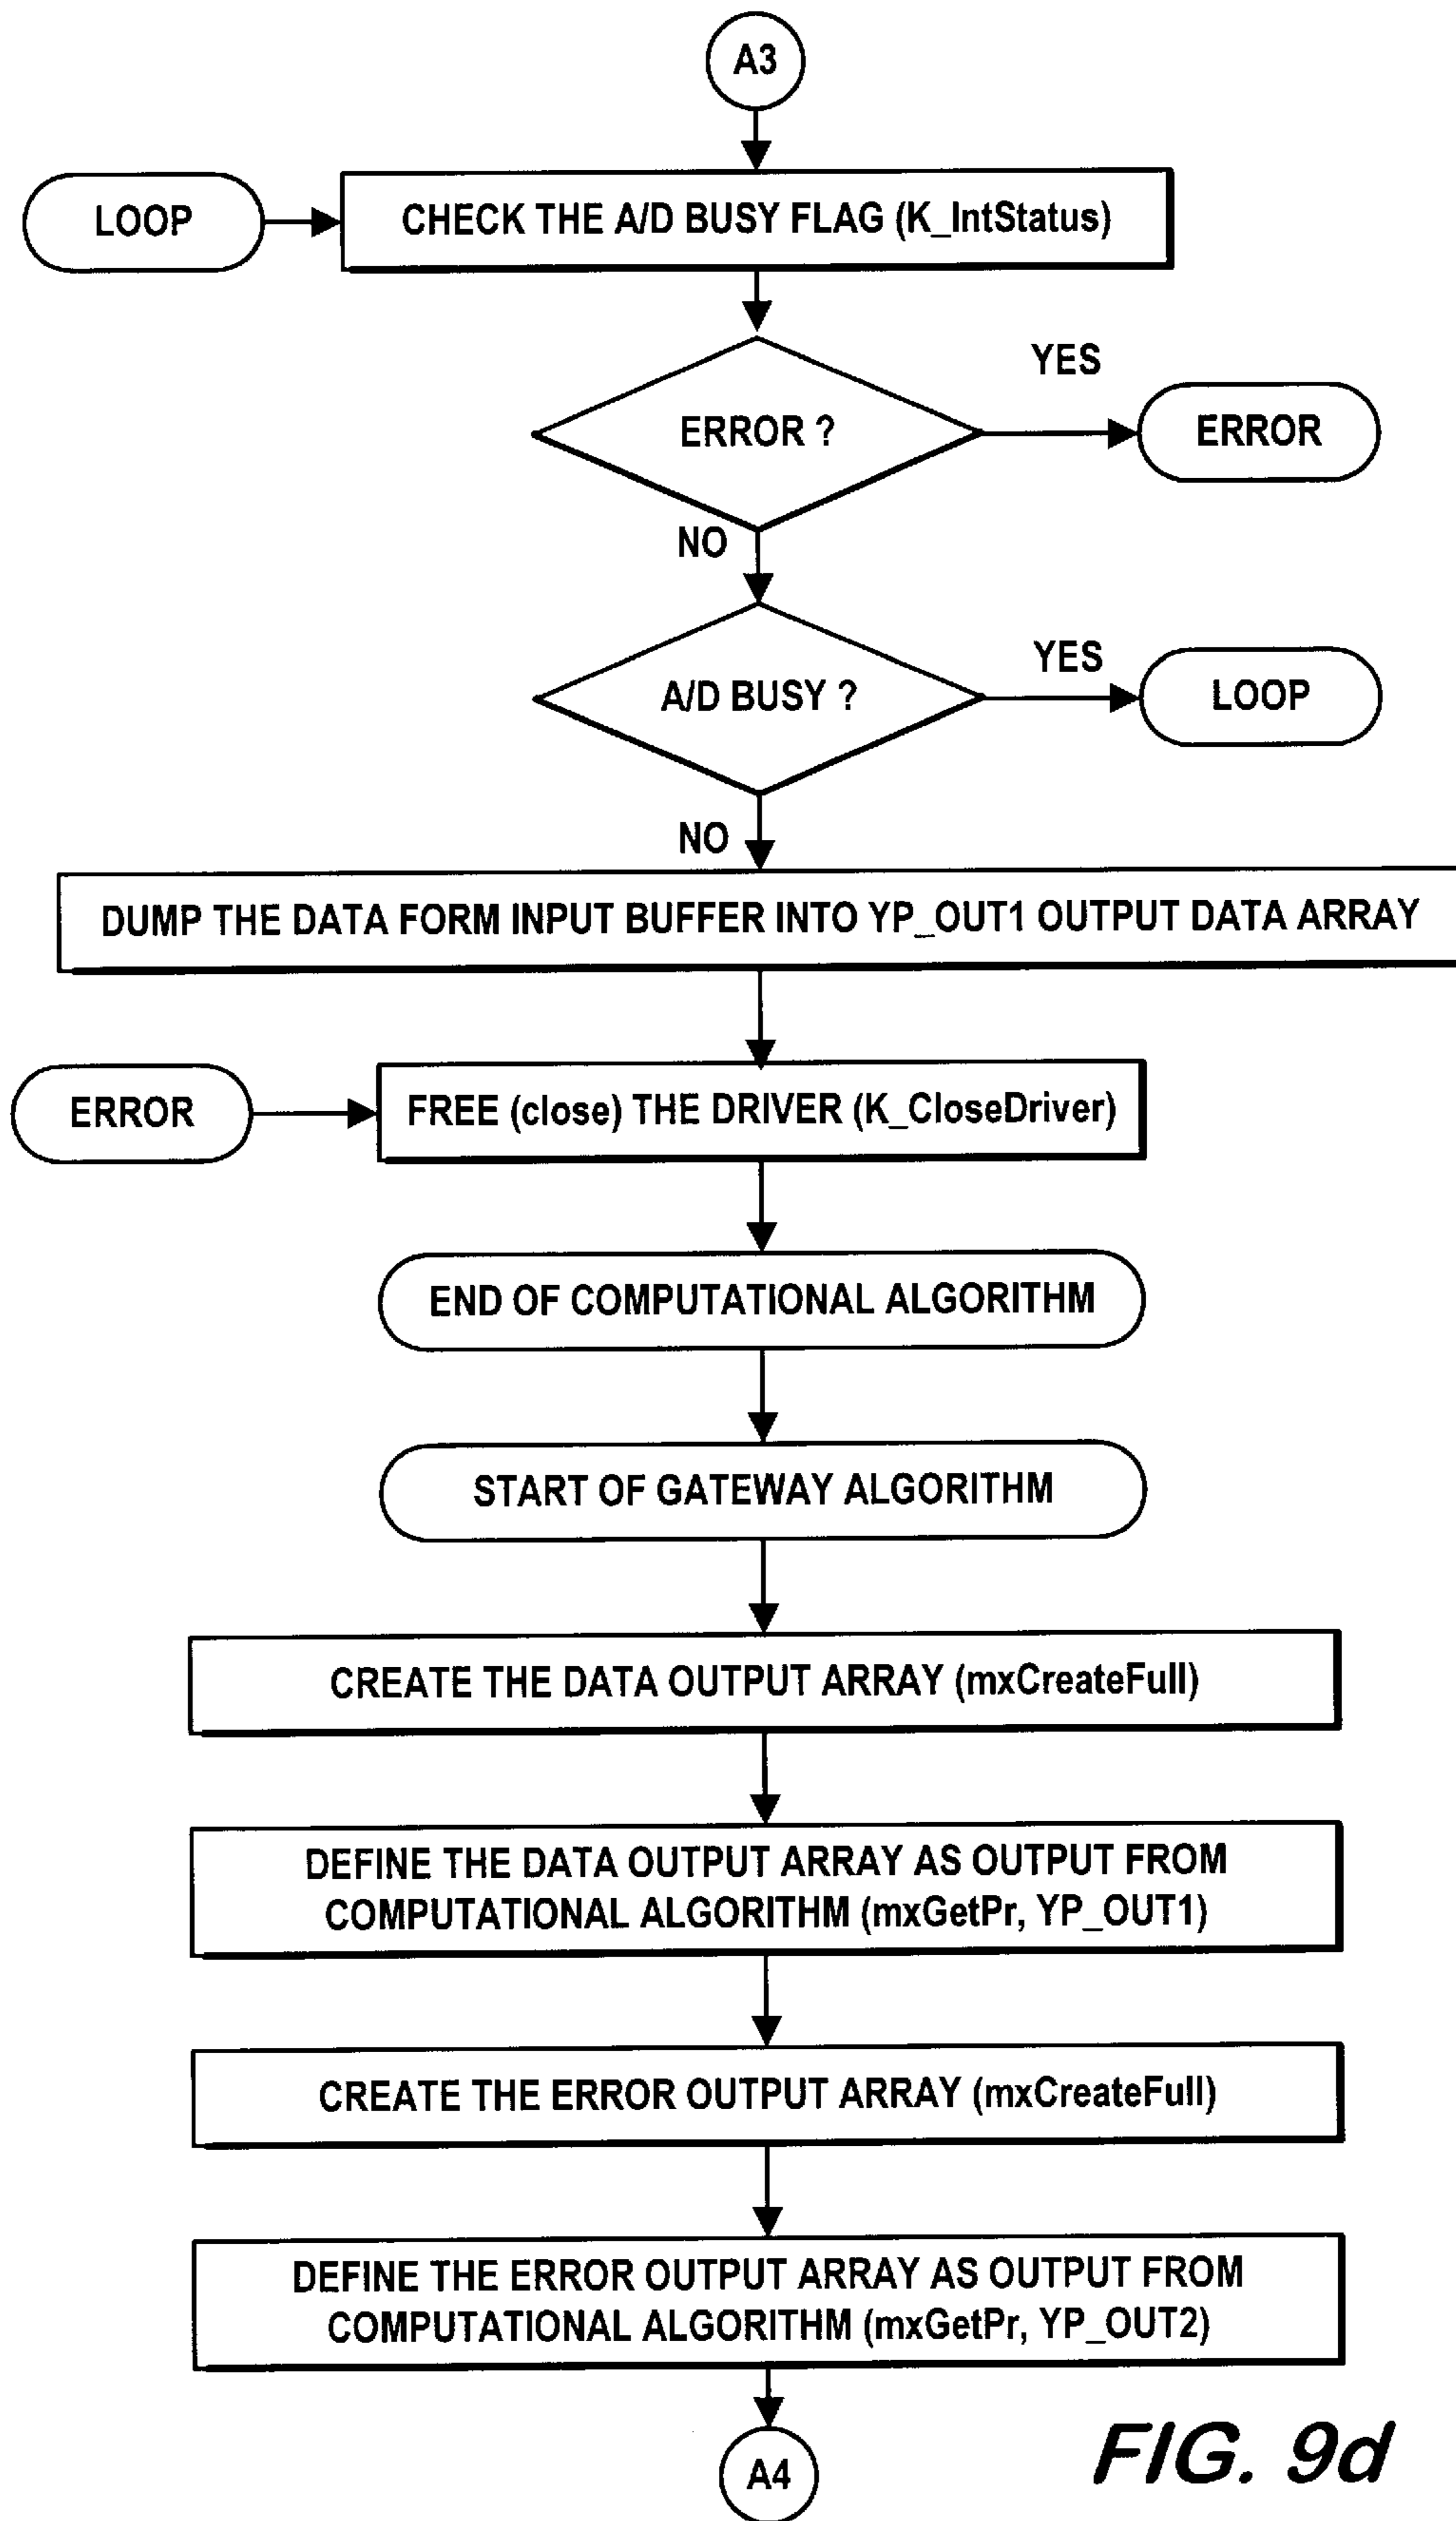 A3
LOOP
CHECK THE A/D BUSY FLAG (K_IntStatus)
YES
ERROR ?
ERROR
NO
YES
A/D BUSY ?
LOOP
NO
DUMP THE DATA FORM INPUT BUFFER INTO YP_OUT1 OUTPUT DATA ARRAY
ERROR
FREE (close) THE DRIVER (K_CloseDriver)
END OF COMPUTATIONAL ALGORITHM
START OF GATEWAY ALGORITHM
CREATE THE DATA OUTPUT ARRAY (mxCreateFull)
DEFINE THE DATA OUTPUT ARRAY AS OUTPUT FROM
COMPUTATIONAL ALGORITHM (mxGetPr, YP_OUT1)
CREATE THE ERROR OUTPUT ARRAY (mxCreateFull)
DEFINE THE ERROR OUTPUT ARRAY AS OUTPUT FROM
COMPUTATIONAL ALGORITHM (mxGetPr, YP_OUT2)
A4
FIG. 9d